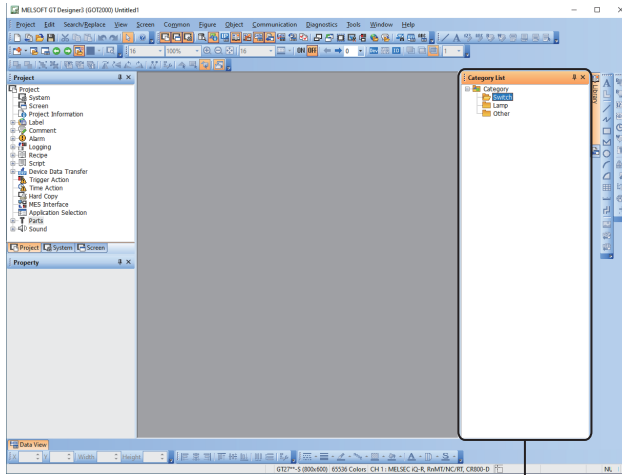 MELSOFT GT Designer3 (GOT2000) Untitled1
Project Edit Search/Replace View Screen Common Figure Object Communication Diagnostics Tools Window Help
16 100% 16 ON OFF 0 1
Project
Project
System
Screen
Project Information
Label
Comment
Alarm
Logging
Recipe
Script
Device Data Transfer
Trigger Action
Time Action
Hard Copy
MES Interface
Application Selection
Parts
Sound
Project System Screen
Property
Category List
Category
Switch
Lamp
Other
Library
Data View
X Y Width Height
GT27**-S (800x600) 65536 Colors CH 1 : MELSEC iQ-R, RnMT/NC/RT, CR800-D NL